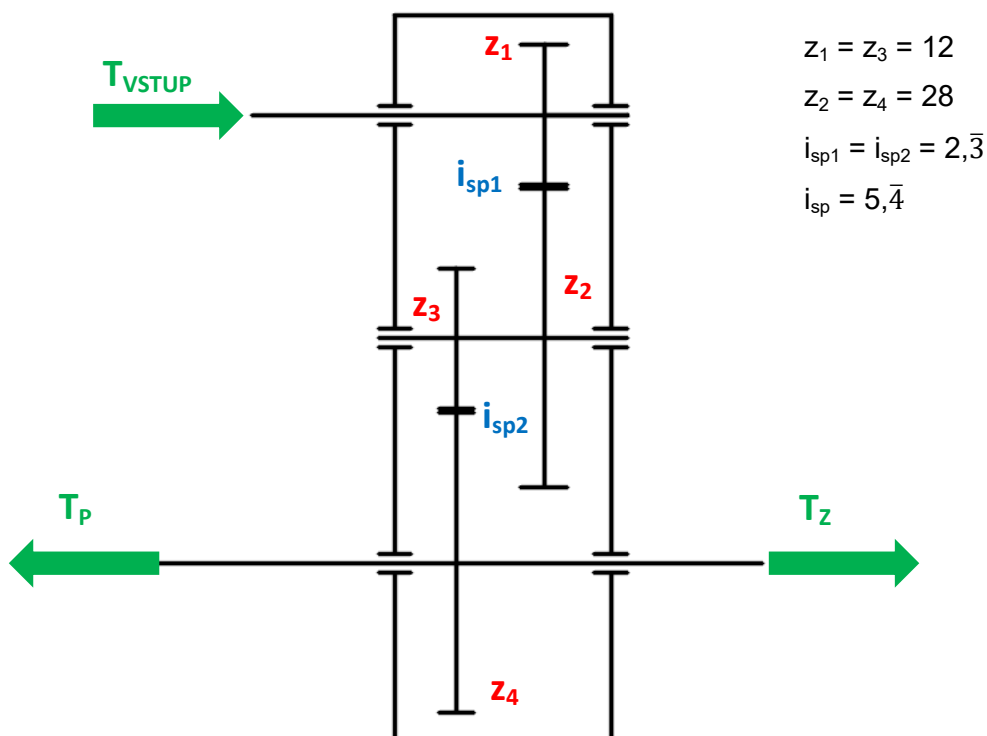 z₁
z₁ = z₃ = 12
T_VSTUP
z₂ = z₄ = 28
i_sp1
i_sp1 = i_sp2 = 2,3̅
i_sp = 5,4̅
z₂
z₃
i_sp2
T_P
T_Z
z₄